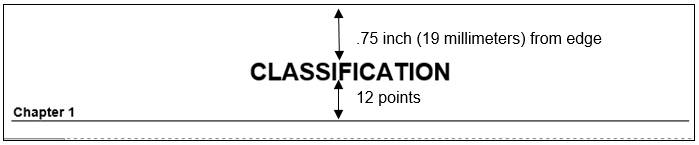 .75 inch (19 millimeters) from edge
CLASSIFICATION
12 points
Chapter 1